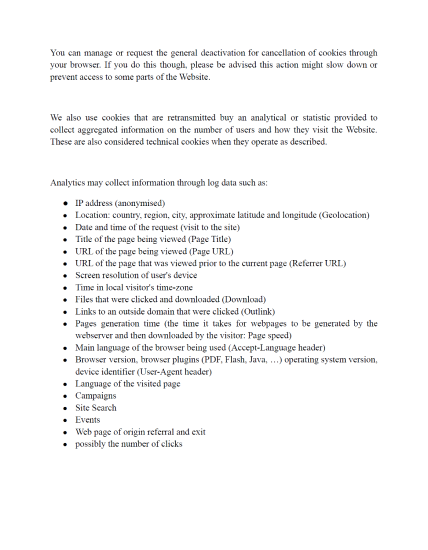 You can manage or request the general deactivation for cancellation of cookies through
your browser. If you do this though, please be advised this action might slow down or
prevent access to some parts of the Website.
We also use cookies that are retransmitted buy an analytical or statistic provided to
collect aggregated information on the number of users and how they visit the Website.
These are also considered technical cookies when they operate as described.
Analytics may collect information through log data such as:
● IP address (anonymised)
● Location: country, region, city, approximate latitude and longitude (Geolocation)
● Date and time of the request (visit to the site)
● Title of the page being viewed (Page Title)
● URL of the page being viewed (Page URL)
● URL of the page that was viewed prior to the current page (Referrer URL)
● Screen resolution of user's device
● Time in local visitor's time-zone
● Files that were clicked and downloaded (Download)
● Links to an outside domain that were clicked (Outlink)
● Pages generation time (the time it takes for webpages to be generated by the
webserver and then downloaded by the visitor: Page speed)
● Main language of the browser being used (Accept-Language header)
● Browser version, browser plugins (PDF, Flash, Java, …) operating system version,
device identifier (User-Agent header)
● Language of the visited page
● Campaigns
● Site Search
● Events
● Web page of origin referral and exit
● possibly the number of clicks